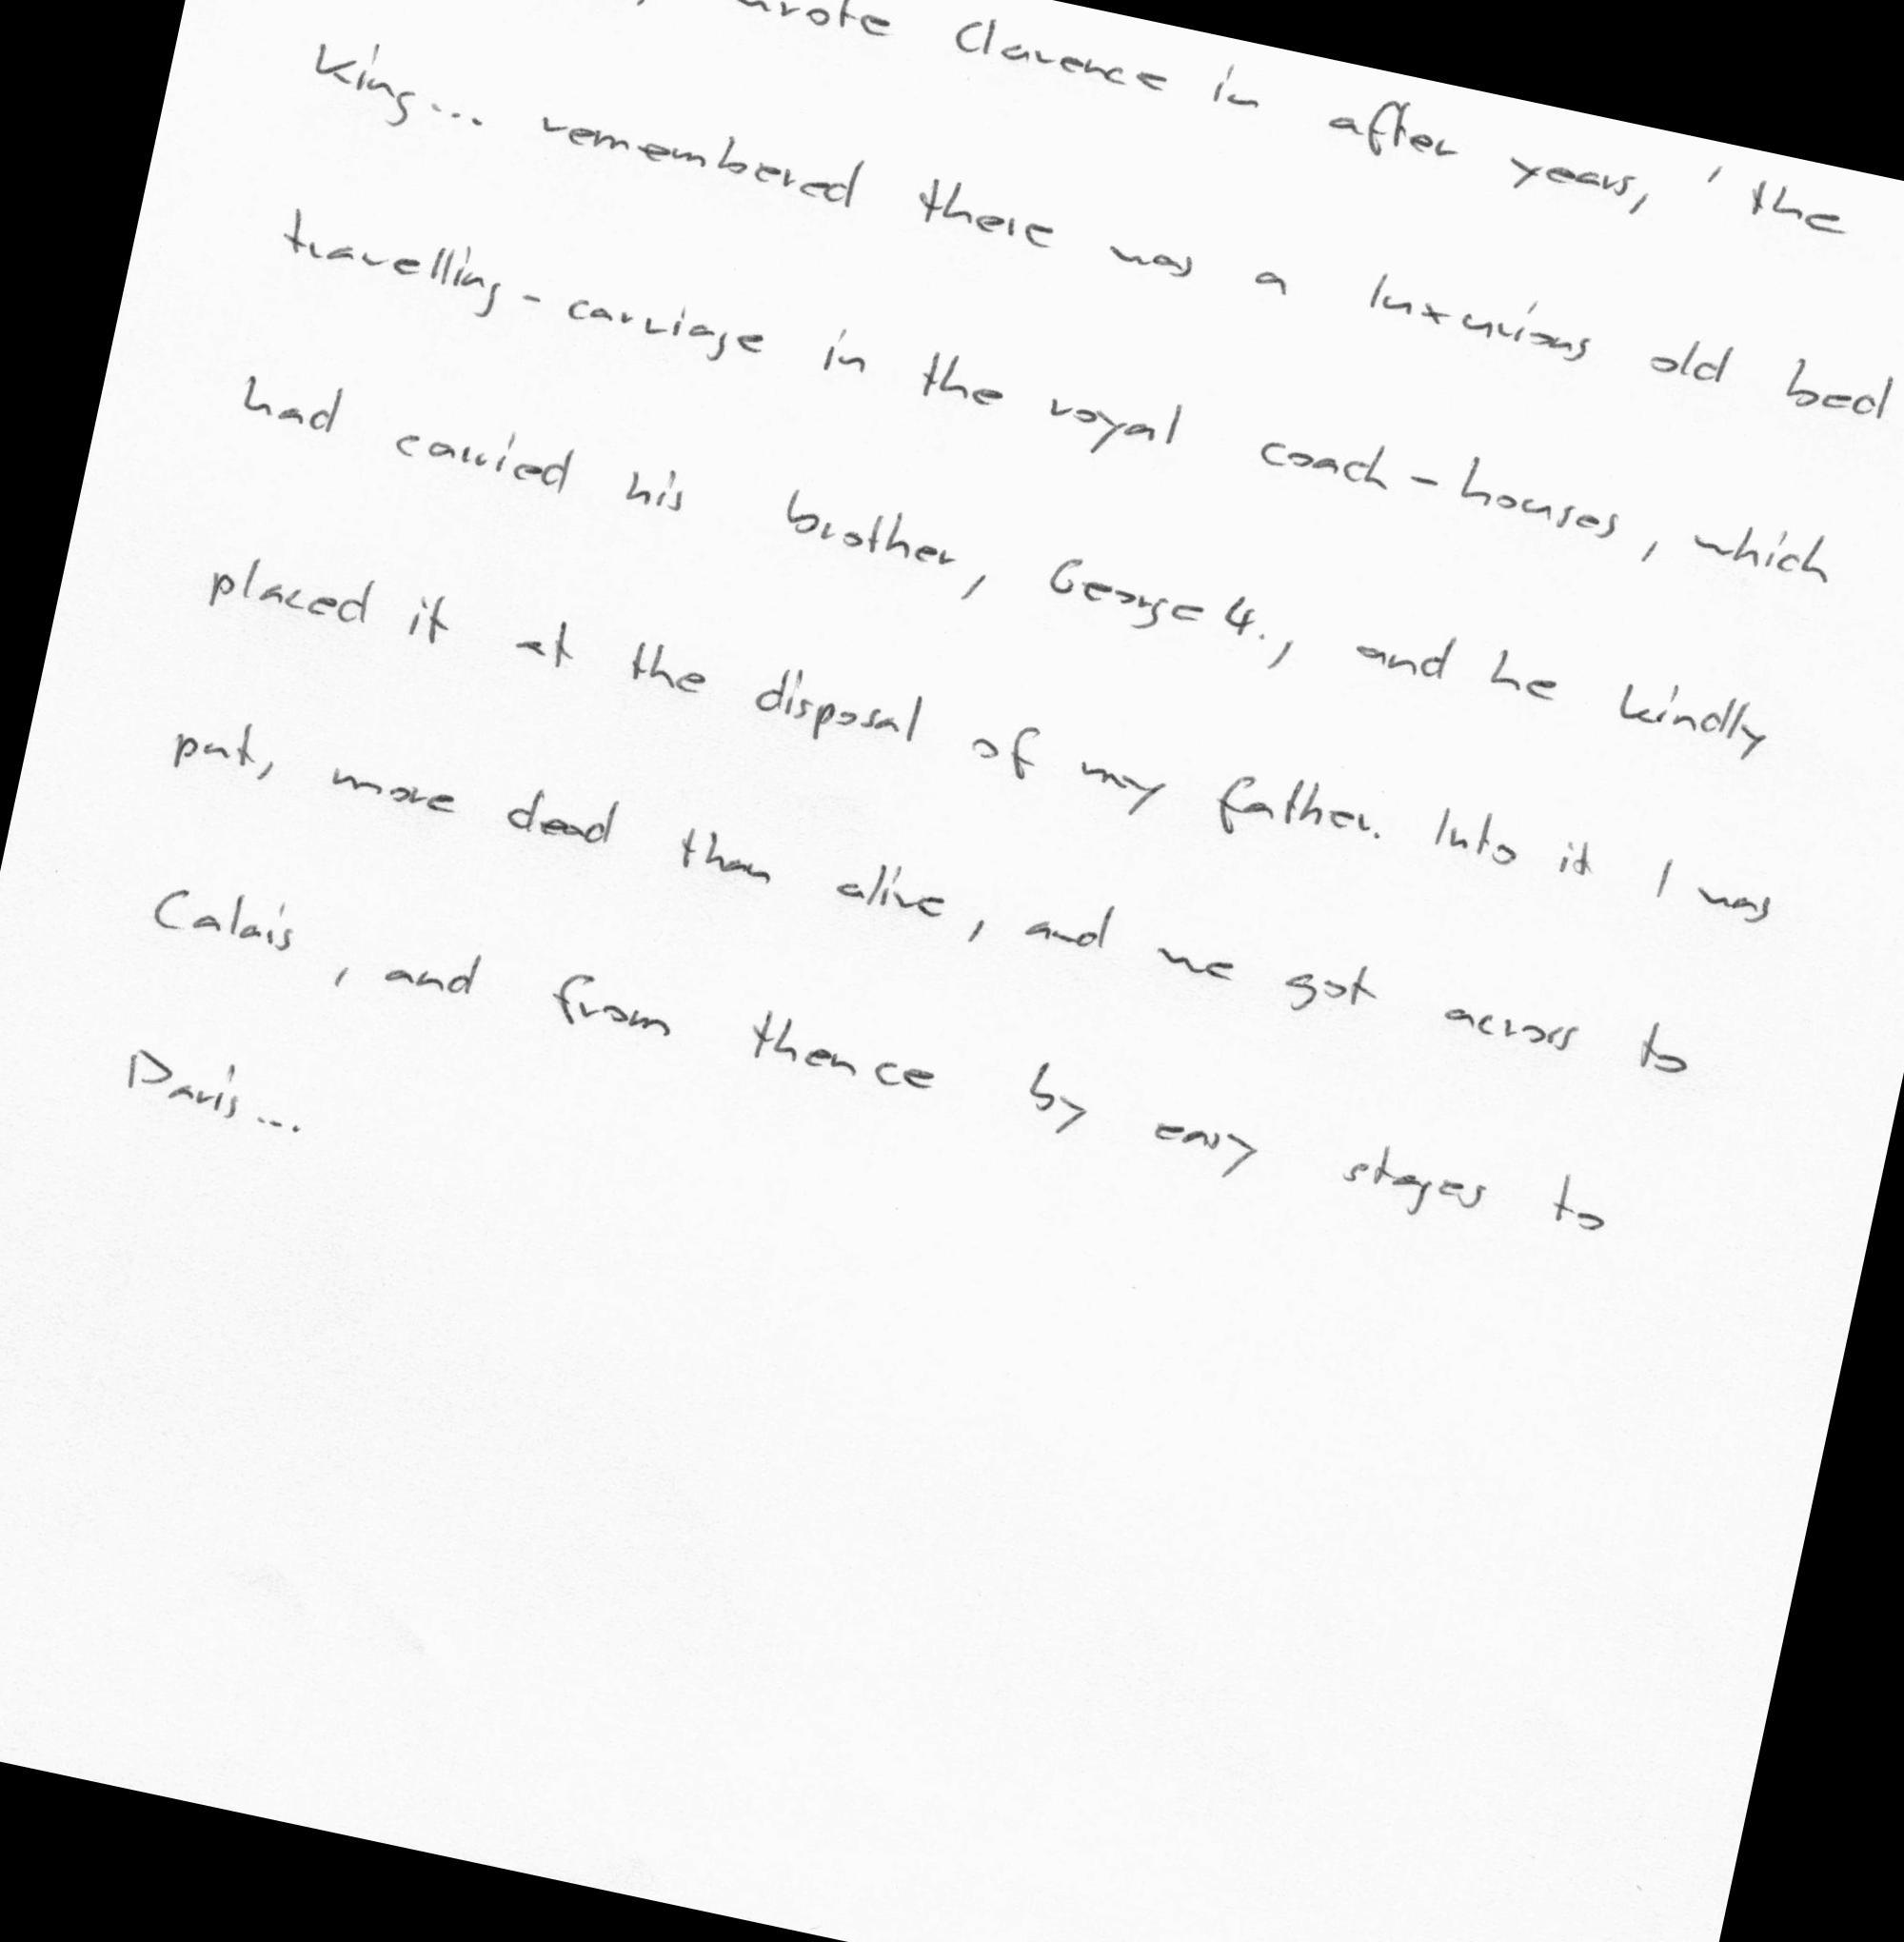 wrote Clarence in after years, 'the
King... remembered there was a luxurious old bed
travelling-carriage in the royal coach-houses, which
had carried his brother, George 4., and he kindly
placed it at the disposal of my father. Into it I was
put, more dead than alive, and we got across to
Calais, and from thence by easy stages to
Paris...